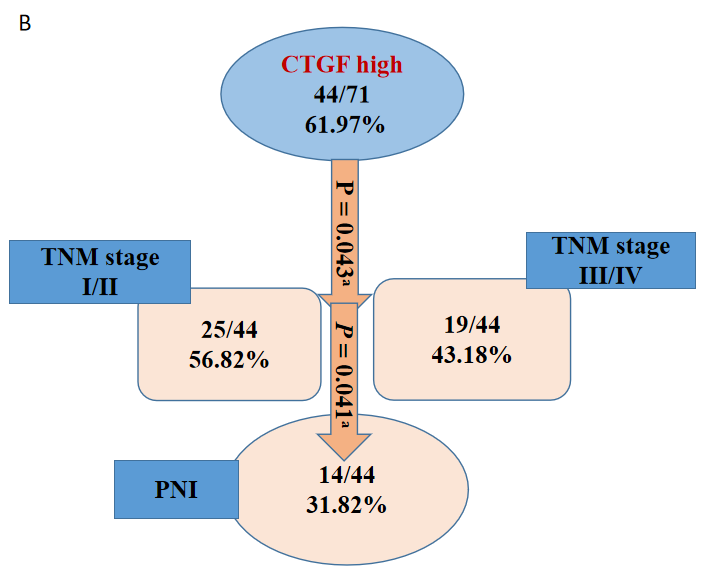 B
CTGF high
44/71
61.97%
P = 0.043ᵃ
TNM stage
I/II
TNM stage
III/IV
25/44
56.82%
P = 0.041ᵃ
19/44
43.18%
PNI
14/44
31.82%